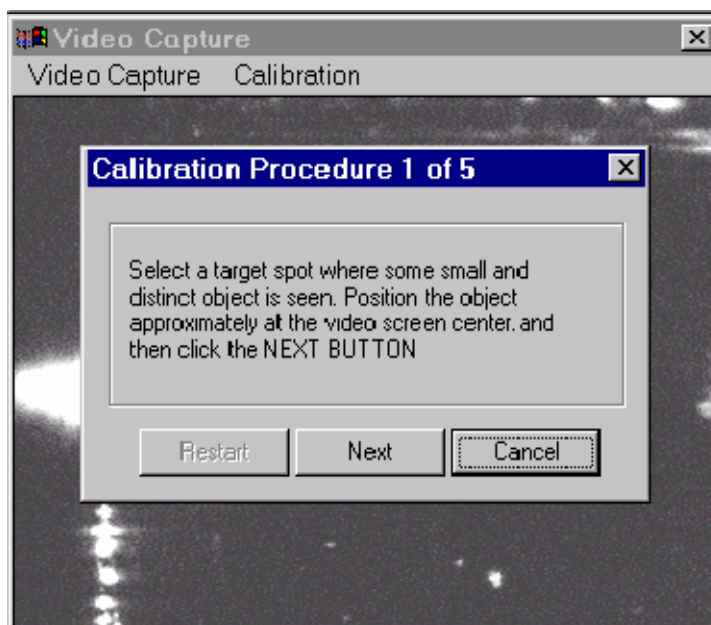 Video Capture
Video Capture Calibration
Calibration Procedure 1 of 5
Select a target spot where some small and
distinct object is seen. Position the object
approximately at the video screen center. and
then click the NEXT BUTTON
Restart Next Cancel